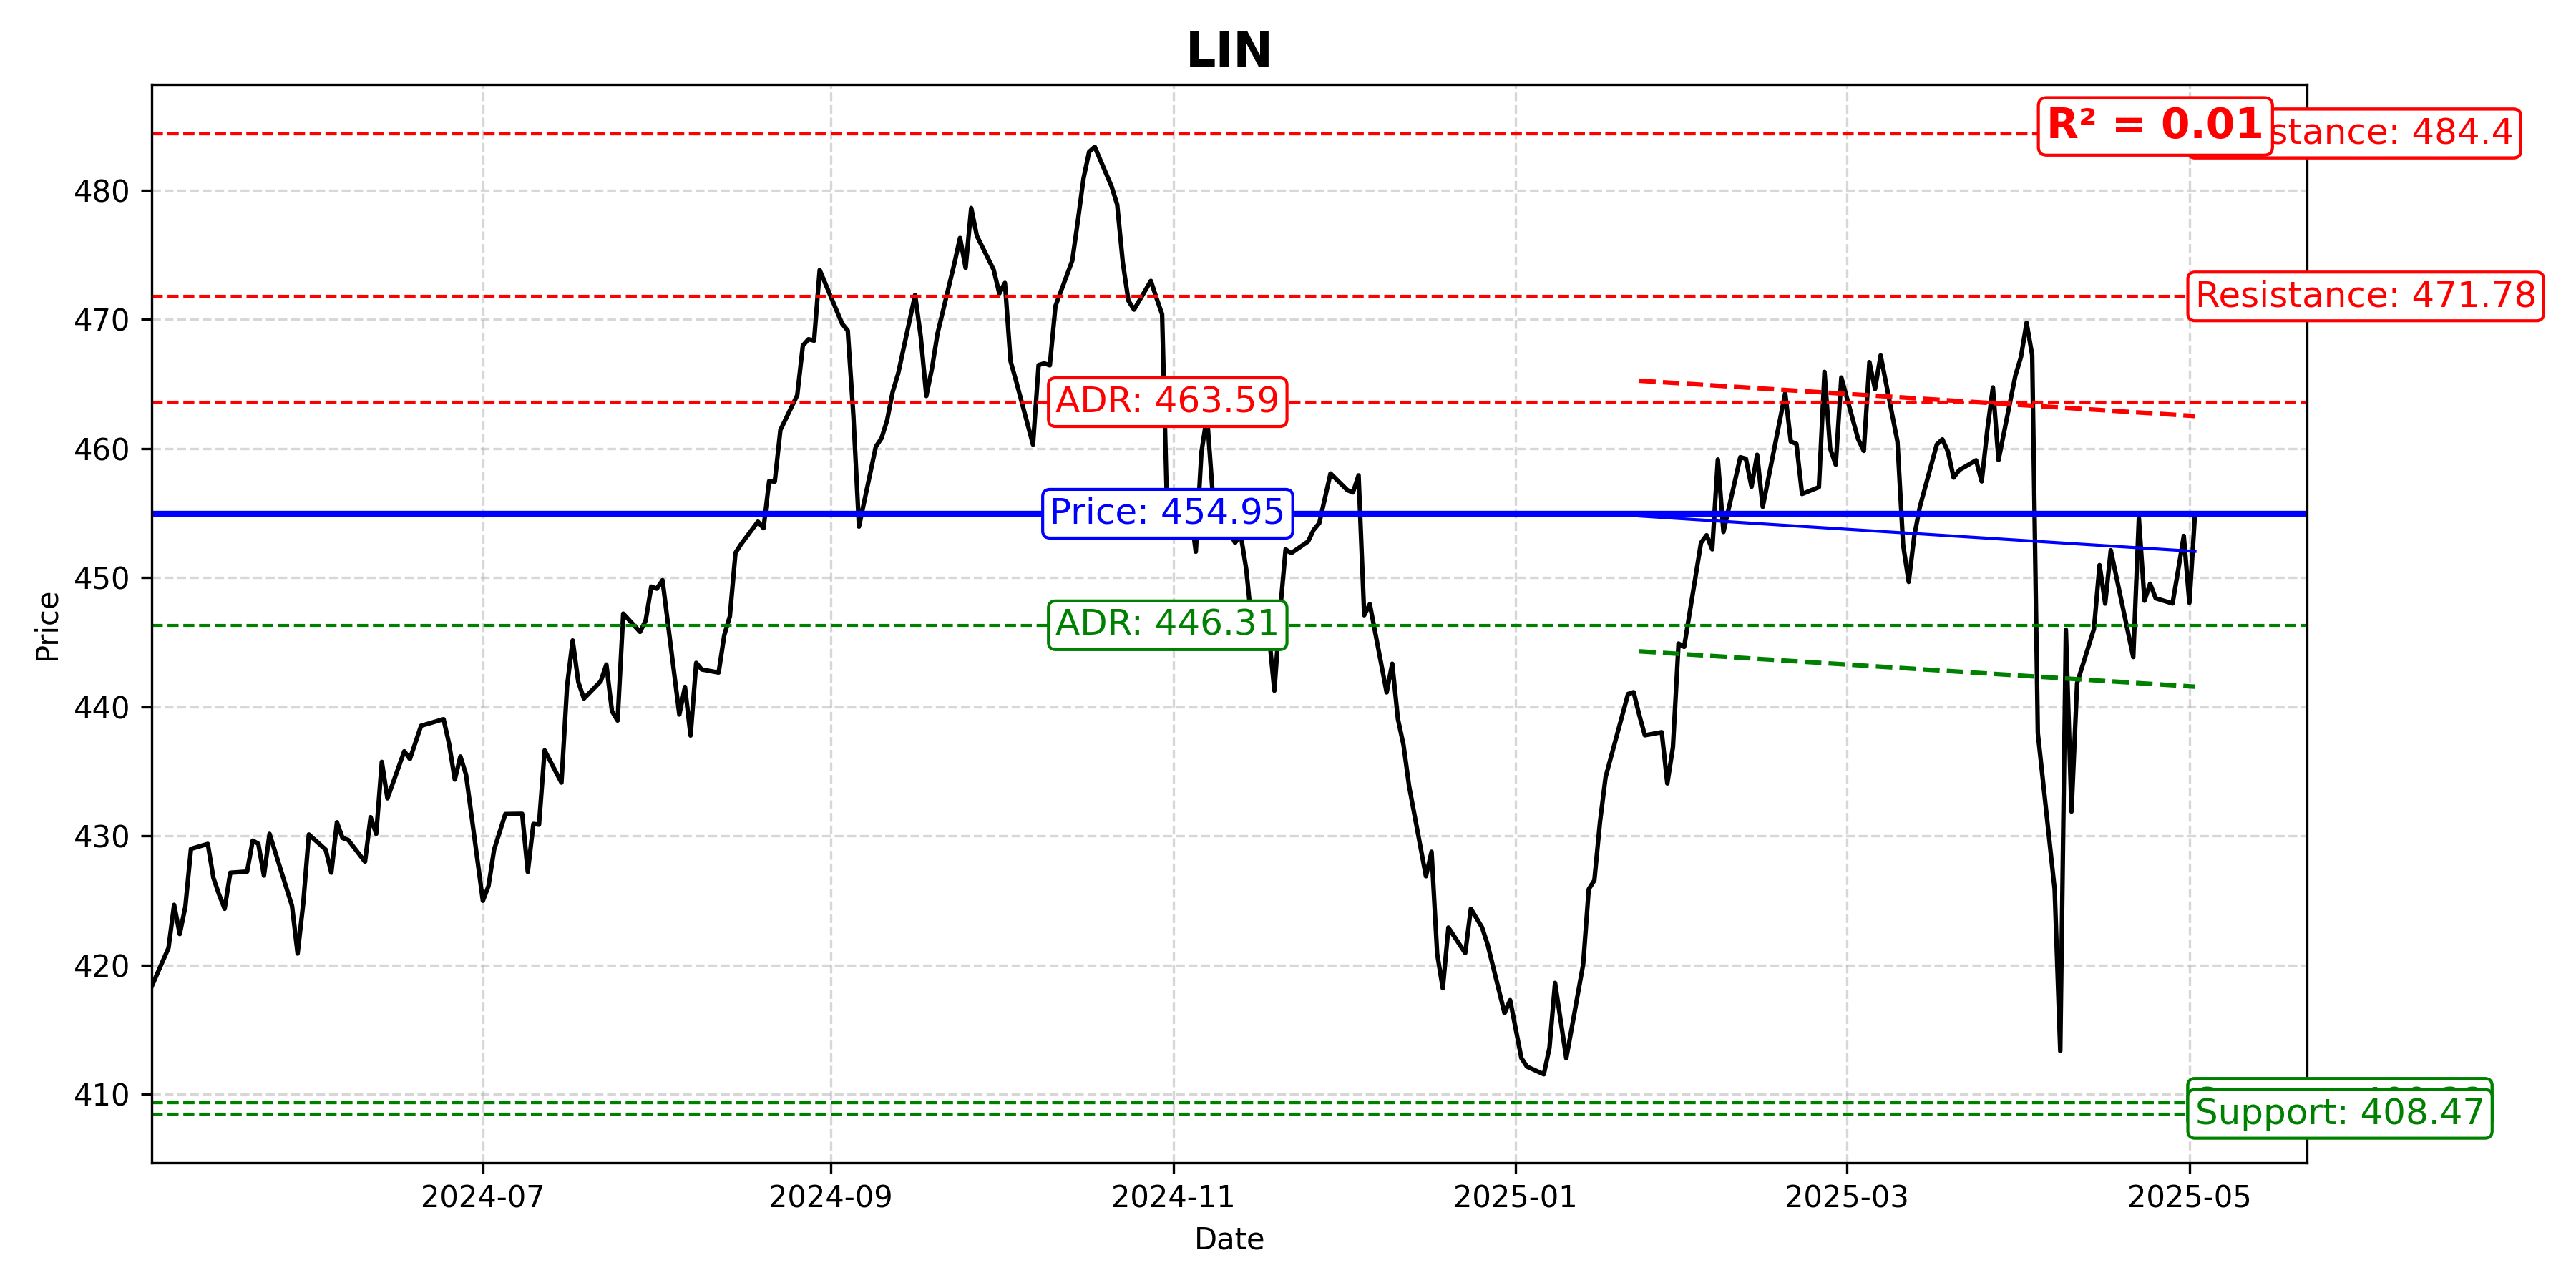 LIN
R² = 0.01
stance: 484.4
480
Resistance: 471.78
470
ADR: 463.59
460
Price: 454.95
450
ADR: 446.31
440
430
420
410
Support: 408.47
Price
2024-07
2024-09
2024-11
2025-01
2025-03
2025-05
Date